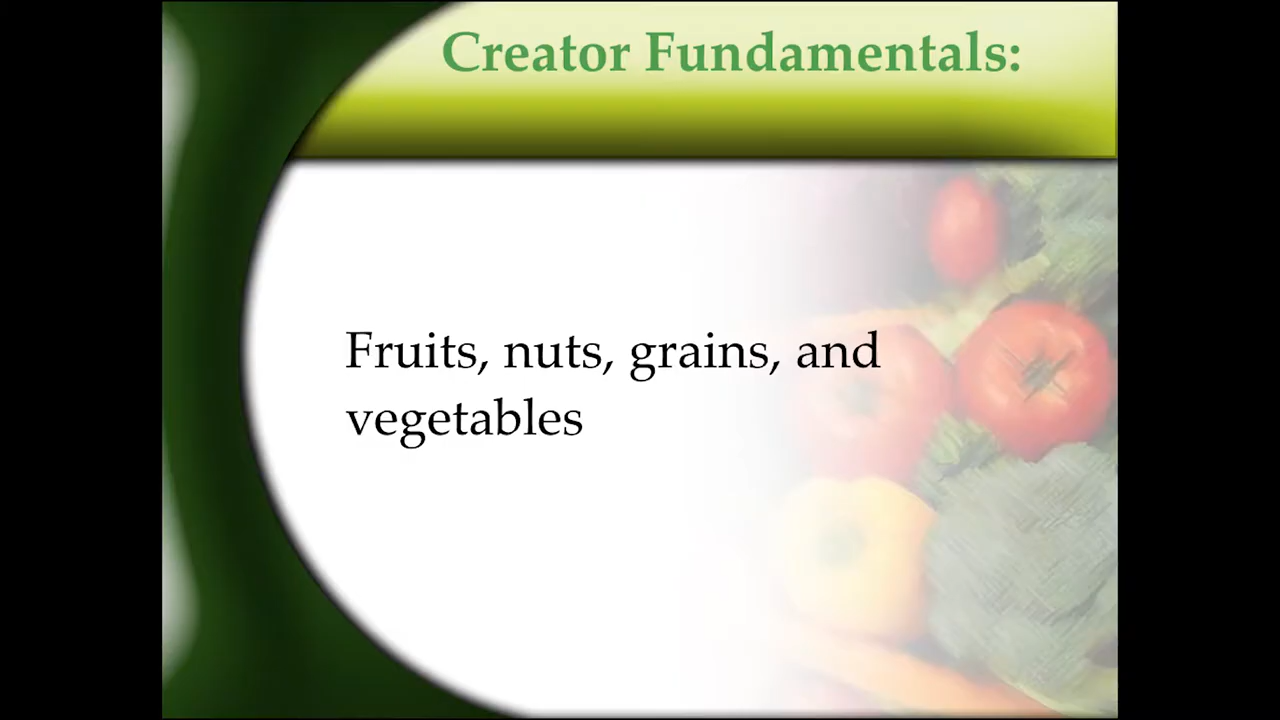 Creator Fundamentals:
Fruits, nuts, grains, and
vegetables